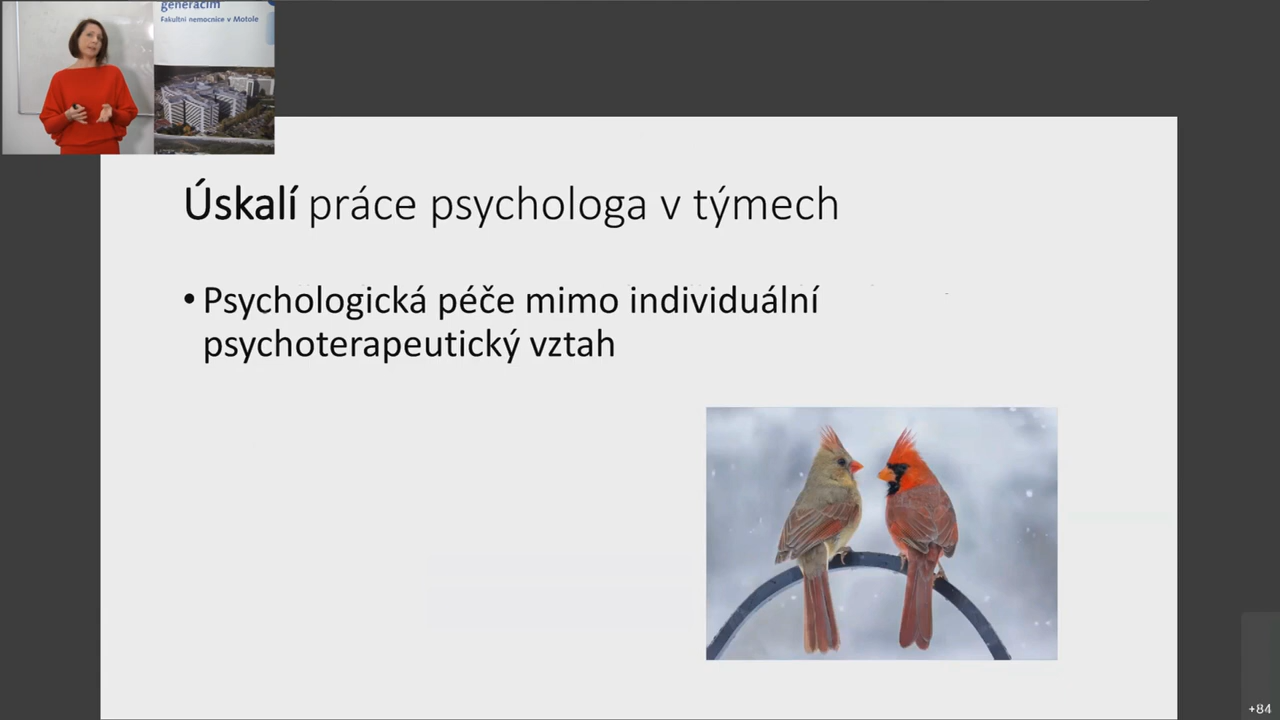 generacím
Fakultní nemocnice v Motole
Úskalí práce psychologa v týmech
• Psychologická péče mimo individuální
psychoterapeutický vztah
+84